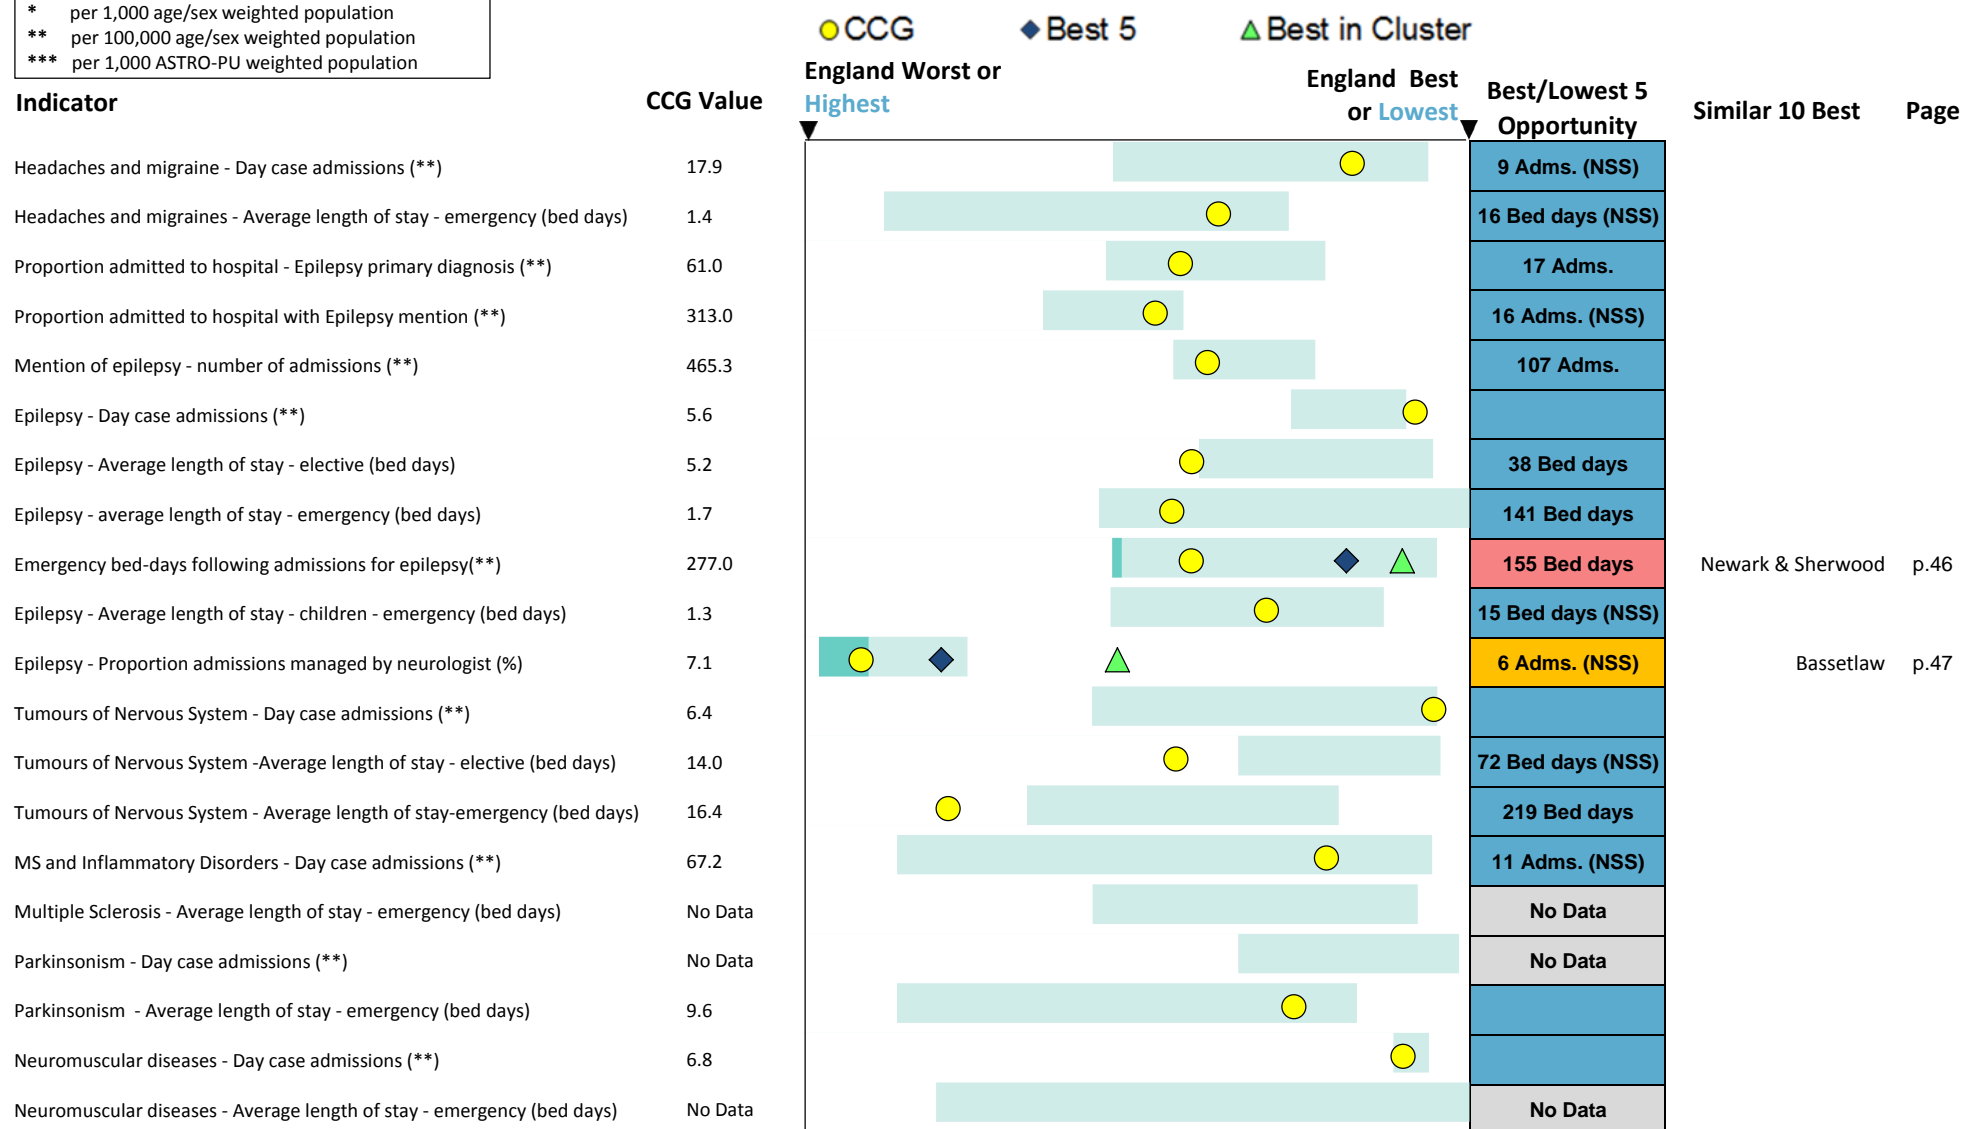 * per 1,000 age/sex weighted population
** per 100,000 age/sex weighted population
*** per 1,000 ASTRO-PU weighted population
CCG Best 5 Best in Cluster
England Worst or Highest
England Best or Lowest
Indicator CCG Value Best/Lowest 5 Opportunity Similar 10 Best Page
Headaches and migraine - Day case admissions (**) 17.9 9 Adms. (NSS)
Headaches and migraines - Average length of stay - emergency (bed days) 1.4 16 Bed days (NSS)
Proportion admitted to hospital - Epilepsy primary diagnosis (**) 61.0 17 Adms.
Proportion admitted to hospital with Epilepsy mention (**) 313.0 16 Adms. (NSS)
Mention of epilepsy - number of admissions (**) 465.3 107 Adms.
Epilepsy - Day case admissions (**) 5.6
Epilepsy - Average length of stay - elective (bed days) 5.2 38 Bed days
Epilepsy - average length of stay - emergency (bed days) 1.7 141 Bed days
Emergency bed-days following admissions for epilepsy(**) 277.0 155 Bed days Newark & Sherwood p.46
Epilepsy - Average length of stay - children - emergency (bed days) 1.3 15 Bed days (NSS)
Epilepsy - Proportion admissions managed by neurologist (%) 7.1 6 Adms. (NSS) Bassetlaw p.47
Tumours of Nervous System - Day case admissions (**) 6.4
Tumours of Nervous System -Average length of stay - elective (bed days) 14.0 72 Bed days (NSS)
Tumours of Nervous System - Average length of stay-emergency (bed days) 16.4 219 Bed days
MS and Inflammatory Disorders - Day case admissions (**) 67.2 11 Adms. (NSS)
Multiple Sclerosis - Average length of stay - emergency (bed days) No Data No Data
Parkinsonism - Day case admissions (**) No Data No Data
Parkinsonism - Average length of stay - emergency (bed days) 9.6
Neuromuscular diseases - Day case admissions (**) 6.8
Neuromuscular diseases - Average length of stay - emergency (bed days) No Data No Data